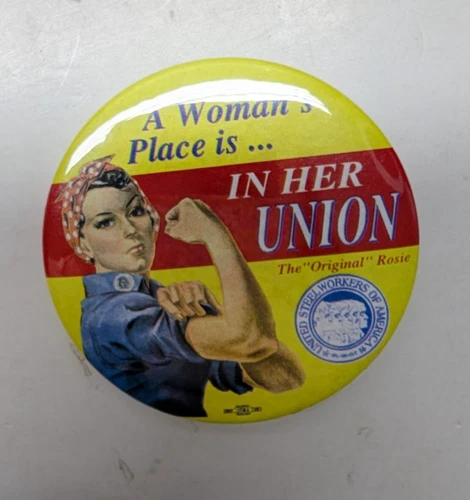 A Woman's
Place is ...
IN HER
UNION
The "Original" Rosie
UNITED STEELWORKERS OF AMERICA